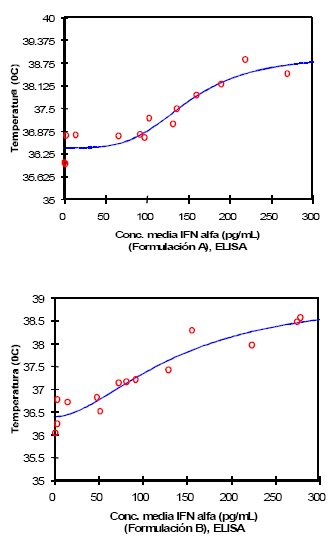 40
39.375
38.75
38.125
37.5
36.875
36.25
35.625
35
Temperature (0C)
0 50 100 150 200 250 300
Conc. media IFN alfa (pg/mL)
(Formulación A), ELISA
39
38.5
38
37.5
37
36.5
36
35.5
35
Temperatura (0C)
0 50 100 150 200 250 300
Conc. media IFN alfa (pg/mL)
(Formulación B), ELISA